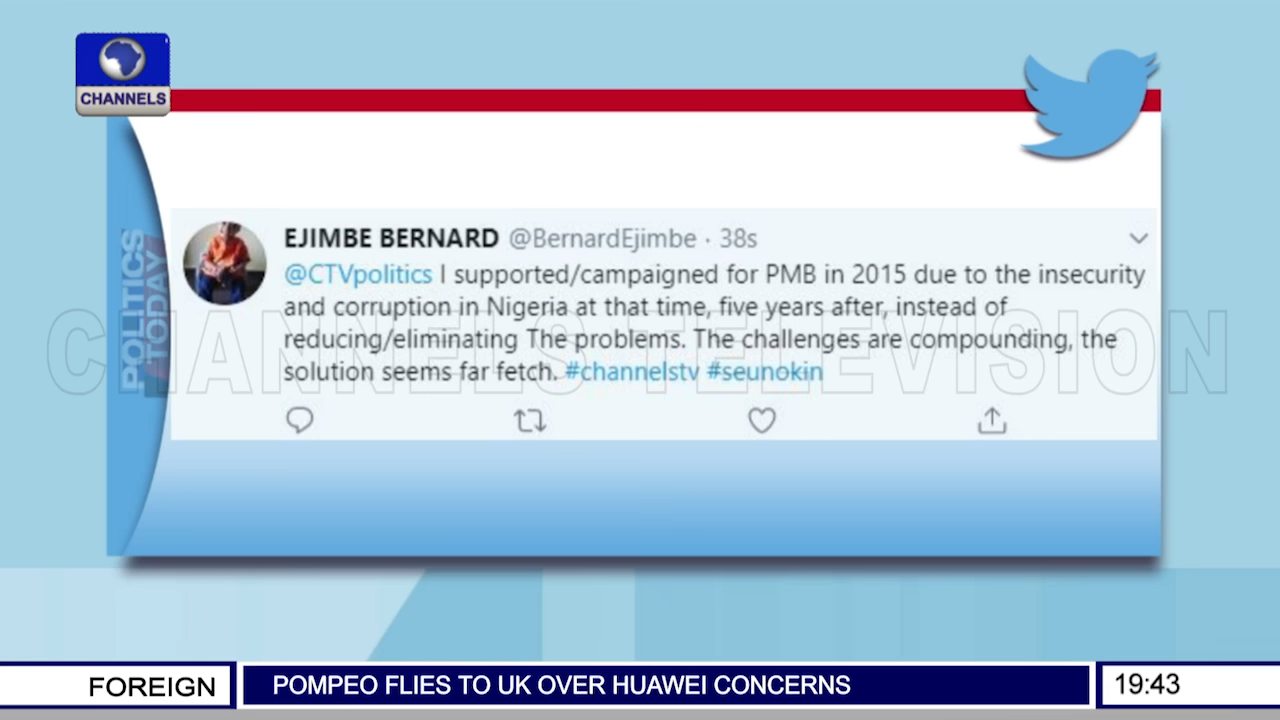 CHANNELS
POLITICS
TODAY
EJIMBE BERNARD @BernardEjimbe · 38s
@CTVpolitics I supported/campaigned for PMB in 2015 due to the insecurity
and corruption in Nigeria at that time, five years after, instead of
reducing/eliminating The problems. The challenges are compounding, the
solution seems far fetch. #channelstv #seunokin
CHANNELS TELEVISION
FOREIGN
POMPEO FLIES TO UK OVER HUAWEI CONCERNS
19:43